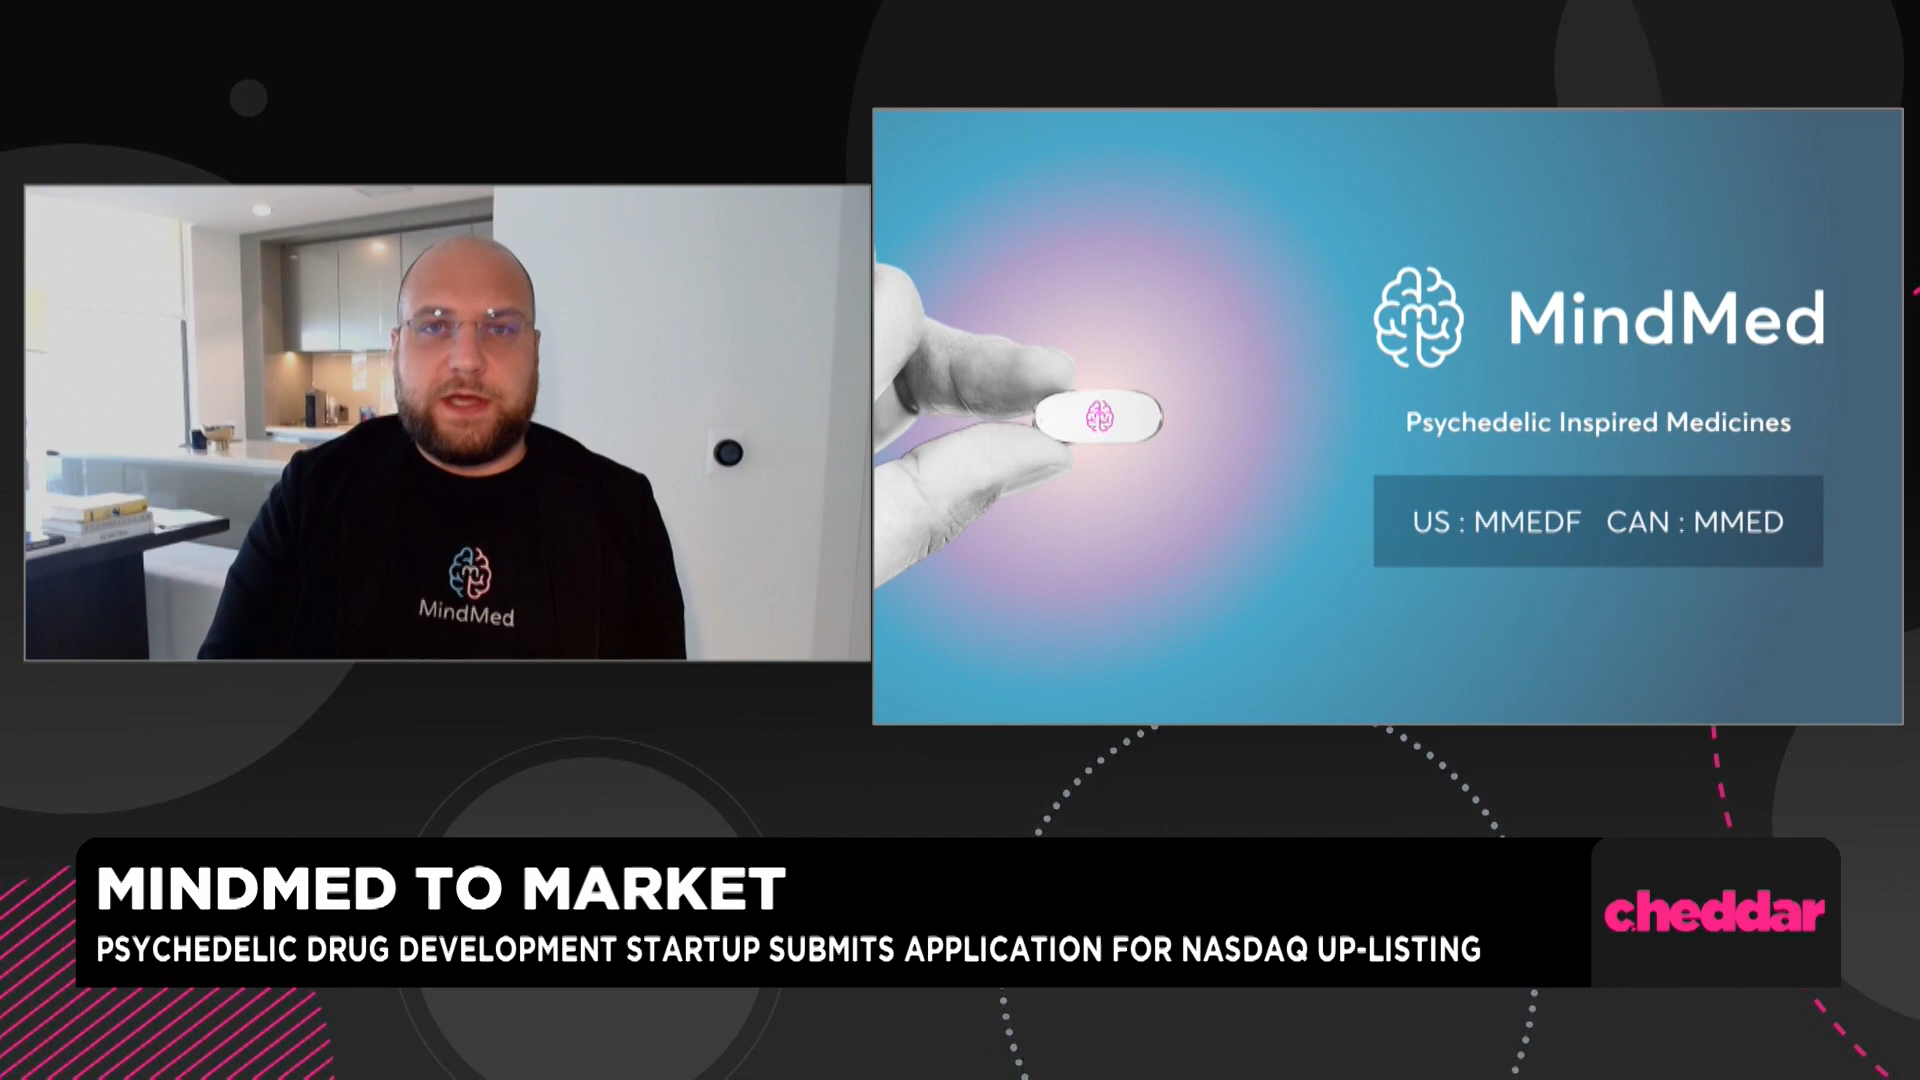 MindMed
MindMed
Psychedelic Inspired Medicines
US : MMEDF CAN : MMED
MINDMED TO MARKET
PSYCHEDELIC DRUG DEVELOPMENT STARTUP SUBMITS APPLICATION FOR NASDAQ UP-LISTING
cheddar